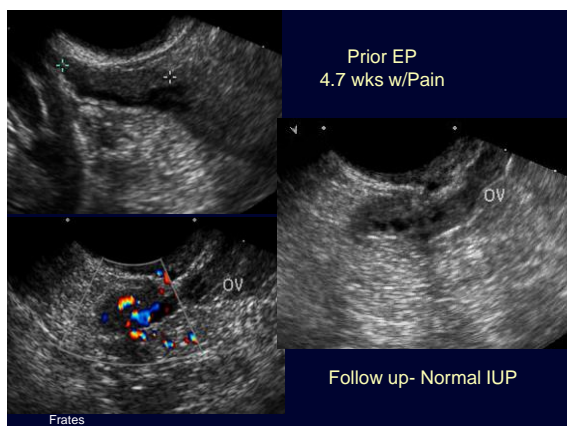 Prior EP
4.7 wks w/Pain
OV
OV
Follow up- Normal IUP
Frates